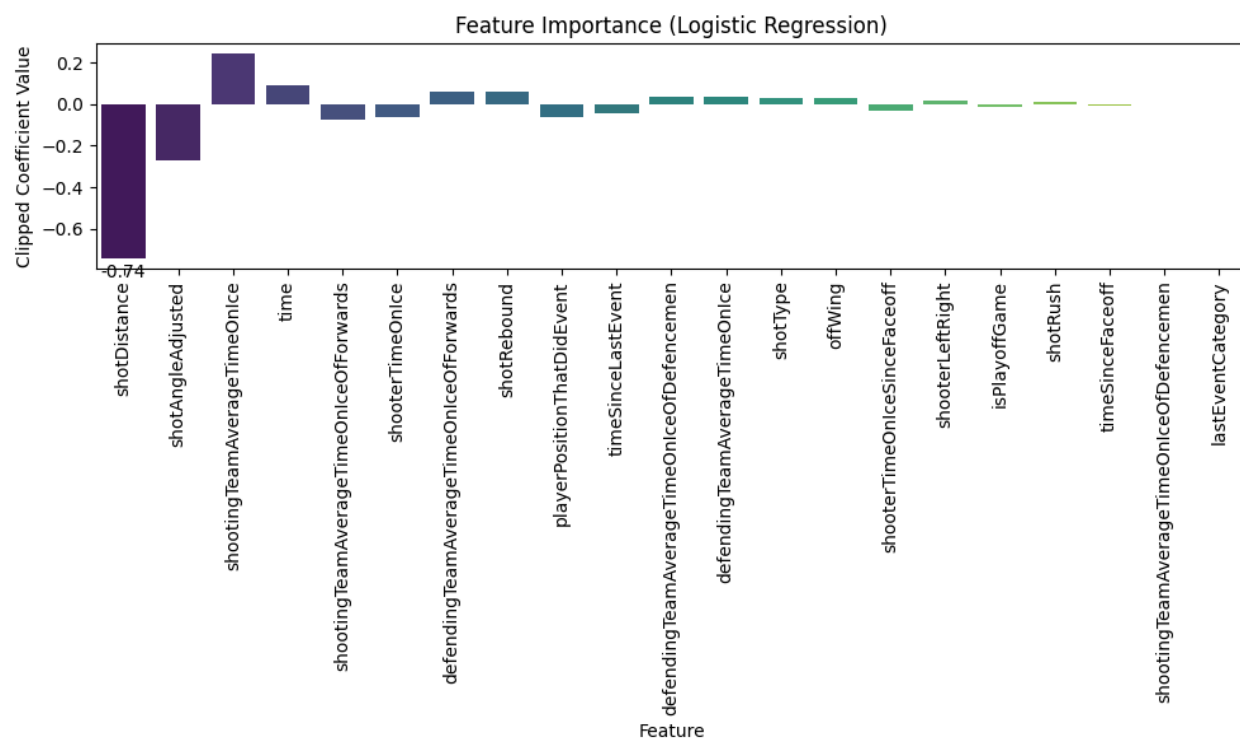 Feature Importance (Logistic Regression)
Clipped Coefficient Value
0.2
0.0
−0.2
−0.4
−0.6
-0.74
shotDistance
shotAngleAdjusted
shootingTeamAverageTimeOnIce
time
shootingTeamAverageTimeOnIceOfForwards
shooterTimeOnIce
defendingTeamAverageTimeOnIceOfForwards
shotRebound
playerPositionThatDidEvent
timeSinceLastEvent
defendingTeamAverageTimeOnIceOfDefencemen
defendingTeamAverageTimeOnIce
shotType
offWing
shooterTimeOnIceSinceFaceoff
shooterLeftRight
isPlayoffGame
shotRush
timeSinceFaceoff
shootingTeamAverageTimeOnIceOfDefencemen
lastEventCategory
Feature